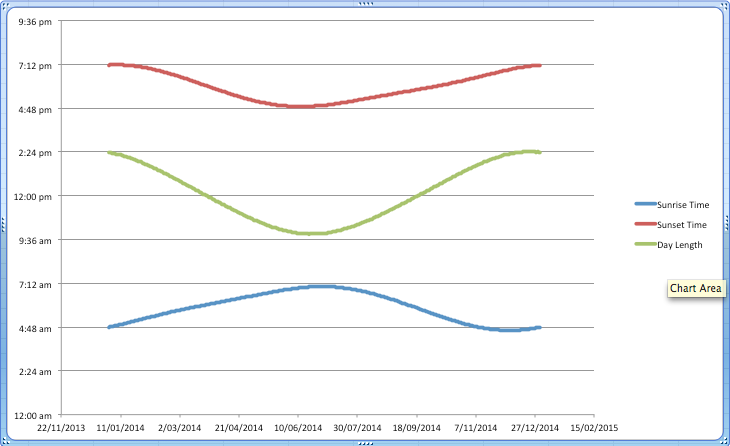 9:36 pm
7:12 pm
4:48 pm
2:24 pm
12:00 pm
9:36 am
7:12 am
4:48 am
2:24 am
12:00 am
22/11/2013 11/01/2014 2/03/2014 21/04/2014 10/06/2014 30/07/2014 18/09/2014 7/11/2014 27/12/2014 15/02/2015
Sunrise Time
Sunset Time
Day Length
Chart Area